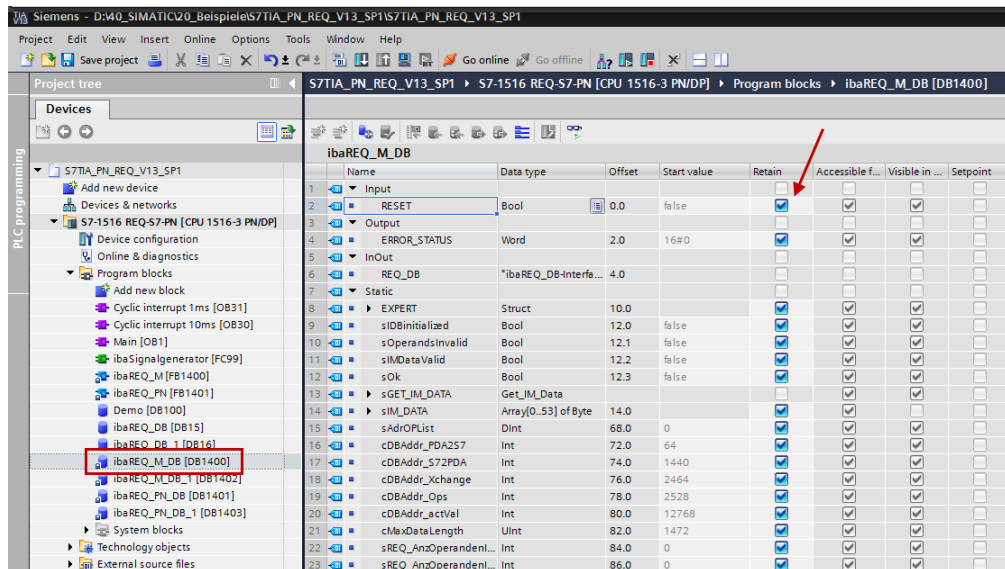 Siemens - D:\40_SIMATIC\20_Beispiele\S7TIA_PN_REQ_V13_SP1\S7TIA_PN_REQ_V13_SP1
Project Edit View Insert Online Options Tools Window Help
Save project Go online Go offline
Project tree
S7TIA_PN_REQ_V13_SP1 ▸ S7-1516 REQ-S7-PN [CPU 1516-3 PN/DP] ▸ Program blocks ▸ ibaREQ_M_DB [DB1400]
Devices
PLC programming
S7TIA_PN_REQ_V13_SP1
Add new device
Devices & networks
S7-1516 REQ-S7-PN [CPU 1516-3 PN/DP]
Device configuration
Online & diagnostics
Program blocks
Add new block
Cyclic interrupt 1ms [OB31]
Cyclic interrupt 10ms [OB30]
Main [OB1]
ibaSignalgenerator [FC99]
ibaREQ_M [FB1400]
ibaREQ_PN [FB1401]
Demo [DB100]
ibaREQ_DB [DB15]
ibaREQ_DB_1 [DB16]
ibaREQ_M_DB [DB1400]
ibaREQ_M_DB_1 [DB1402]
ibaREQ_PN_DB [DB1401]
ibaREQ_PN_DB_1 [DB1403]
System blocks
Technology objects
External source files
ibaREQ_M_DB
Name Data type Offset Start value Retain Accessible f... Visible in ... Setpoint
1 Input
2 RESET Bool 0.0 false
3 Output
4 ERROR_STATUS Word 2.0 16#0
5 InOut
6 REQ_DB "ibaREQ_DB-Interfa... 4.0
7 Static
8 EXPERT Struct 10.0
9 sIDBinitialized Bool 12.0 false
10 sOperandsInvalid Bool 12.1 false
11 sIMDataValid Bool 12.2 false
12 sOk Bool 12.3 false
13 sGET_IM_DATA Get_IM_Data
14 sIM_DATA Array[0..53] of Byte 14.0
15 sAdrOPList DInt 68.0 0
16 cDBAddr_PDA2S7 Int 72.0 64
17 cDBAddr_S72PDA Int 74.0 1440
18 cDBAddr_Xchange Int 76.0 2464
19 cDBAddr_Ops Int 78.0 2528
20 cDBAddr_actVal Int 80.0 12768
21 cMaxDataLength UInt 82.0 1472
22 sREQ_AnzOperandenI... Int 84.0 0
23 sREQ_AnzOperandenI... Int 86.0 0